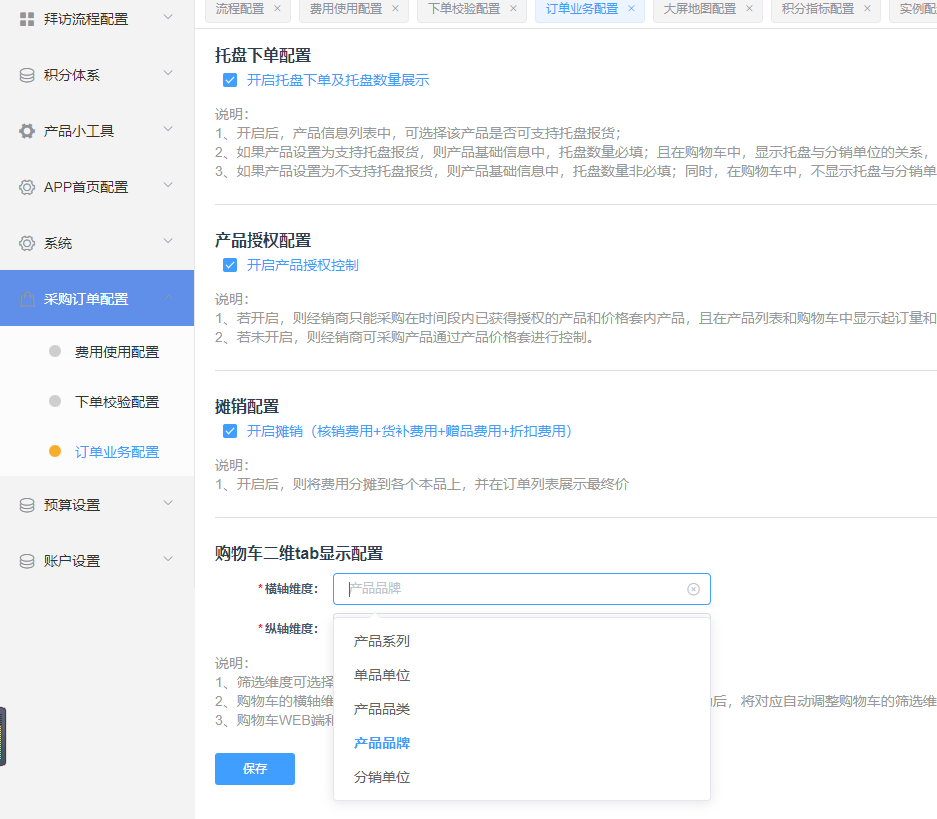 拜访流程配置
积分体系
产品小工具
APP首页配置
系统
采购订单配置
费用使用配置
下单校验配置
订单业务配置
预算设置
账户设置
流程配置 × 费用使用配置 × 下单校验配置 × 订单业务配置 × 大屏地图配置 × 积分指标配置 × 实例配
托盘下单配置
开启托盘下单及托盘数量展示
说明：
1、开启后，产品信息列表中，可选择该产品是否可支持托盘报货；
2、如果产品设置为支持托盘报货，则产品基础信息中，托盘数量必填；且在购物车中，显示托盘与分销单位的关系，
3、如果产品设置为不支持托盘报货，则产品基础信息中，托盘数量非必填；同时，在购物车中，不显示托盘与分销单
产品授权配置
开启产品授权控制
说明：
1、若开启，则经销商只能采购在时间段内已获得授权的产品和价格套内产品，且在产品列表和购物车中显示起订量和
2、若未开启，则经销商可采购产品通过产品价格套进行控制。
摊销配置
开启摊销（核销费用+货补费用+赠品费用+折扣费用）
说明：
1、开启后，则将费用分摊到各个本品上，并在订单列表展示最终价
购物车二维tab显示配置
*横轴维度： 产品品牌
*纵轴维度：
产品系列
单品单位
产品品类
产品品牌
分销单位
说明：
1、筛选维度可选择
2、购物车的横轴维 后，将对应自动调整购物车的筛选维
3、购物车WEB端和
保存